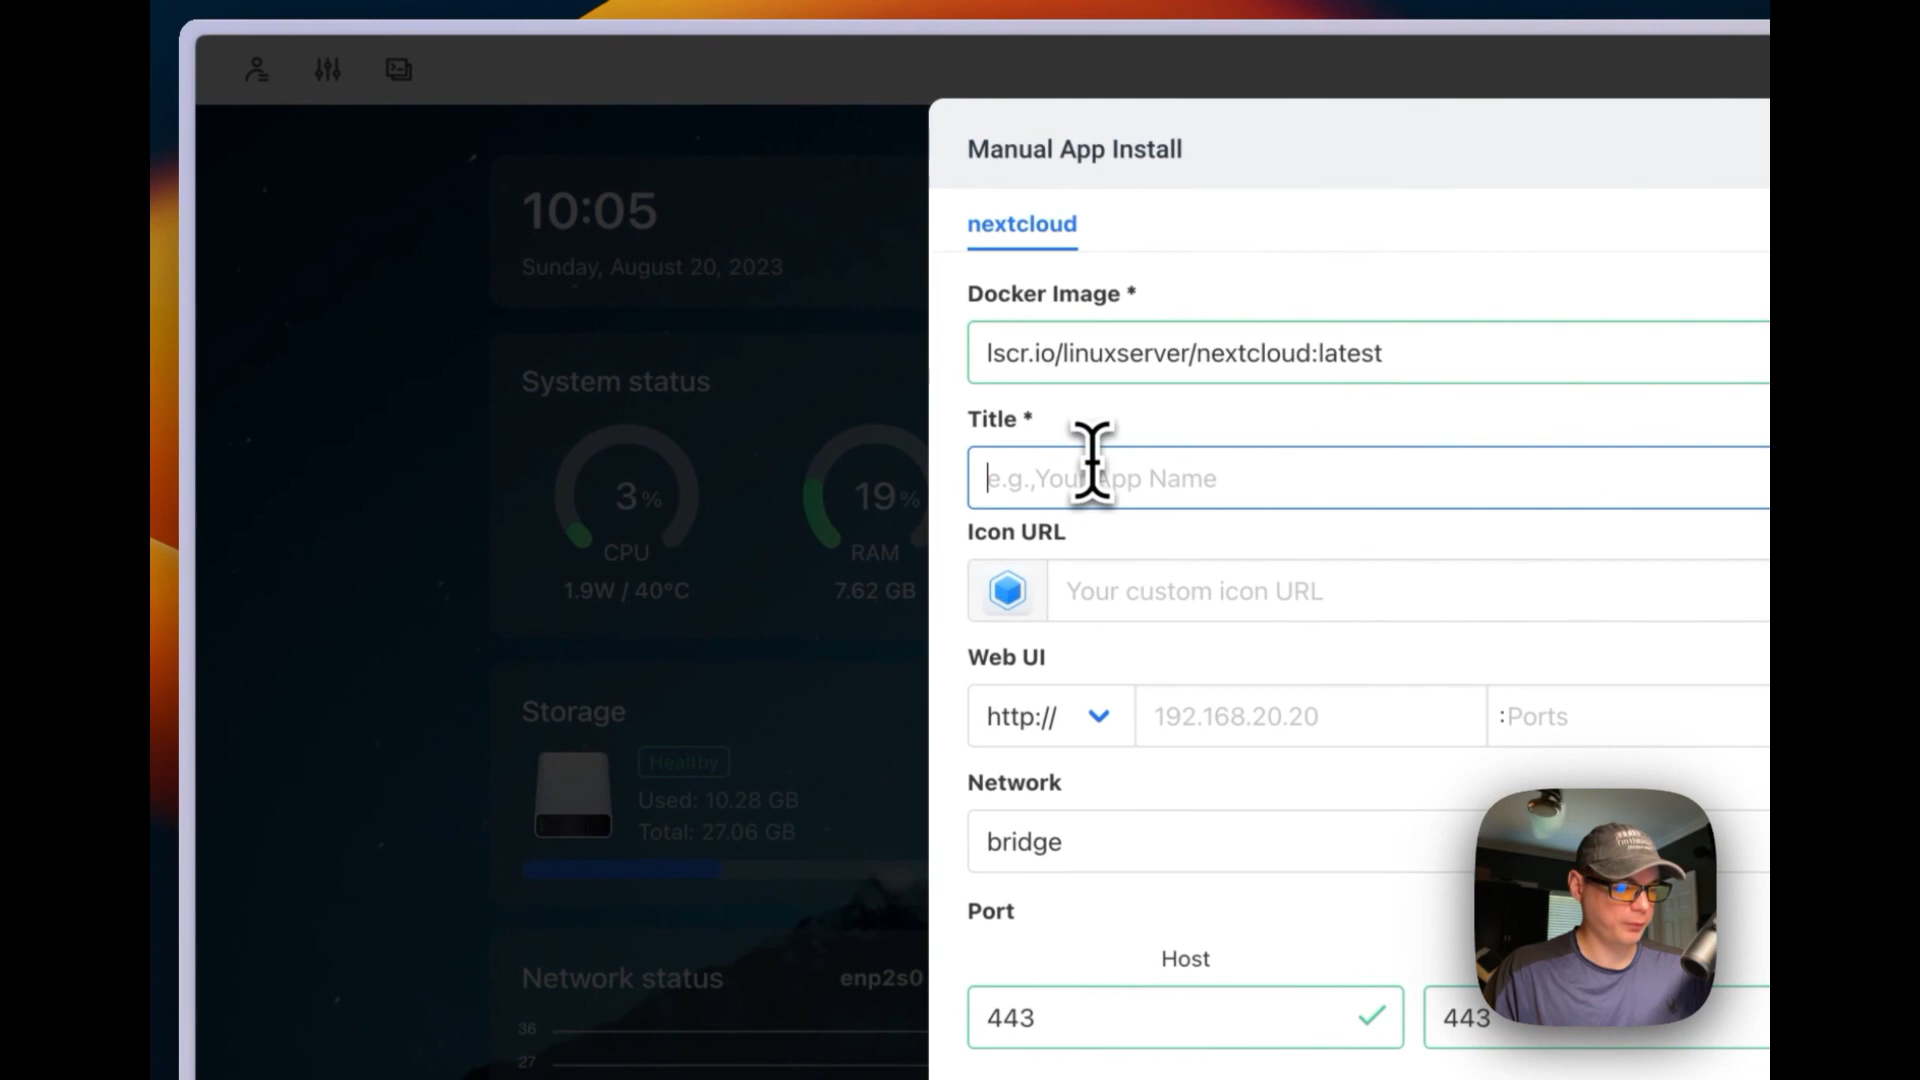 Manual App Install
10:05
Sunday, August 20, 2023
nextcloud
Docker Image *
lscr.io/linuxserver/nextcloud:latest
Title *
e.g.,Your App Name
Icon URL
Your custom icon URL
Web UI
http://
192.168.20.20
:Ports
Network
bridge
Port
Host
443
443
System status
3%
CPU
1.9W / 40°C
19%
RAM
7.62 GB
Storage
Healthy
Used: 10.28 GB
Total: 27.06 GB
Network status
enp2s0
36
27